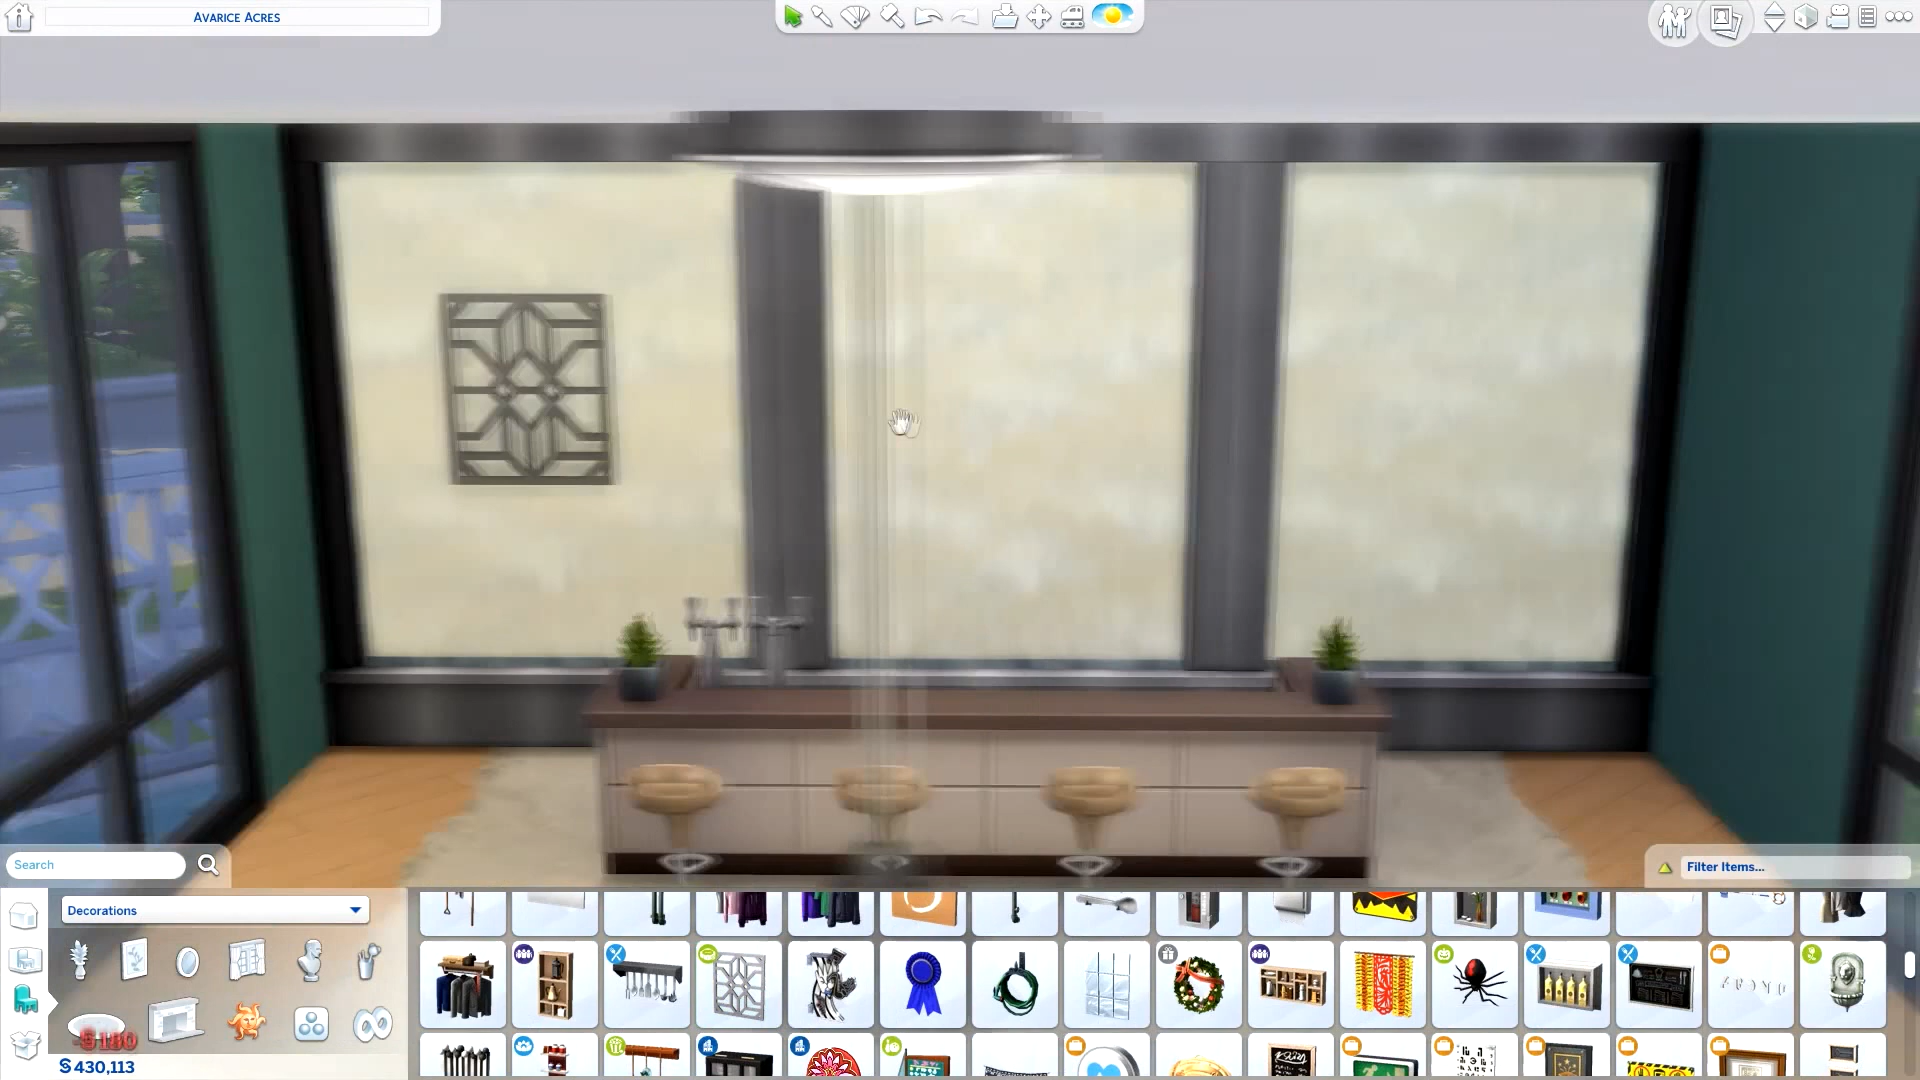 AVARICE ACRES
Search
Filter Items...
Decorations
§180
§430,113